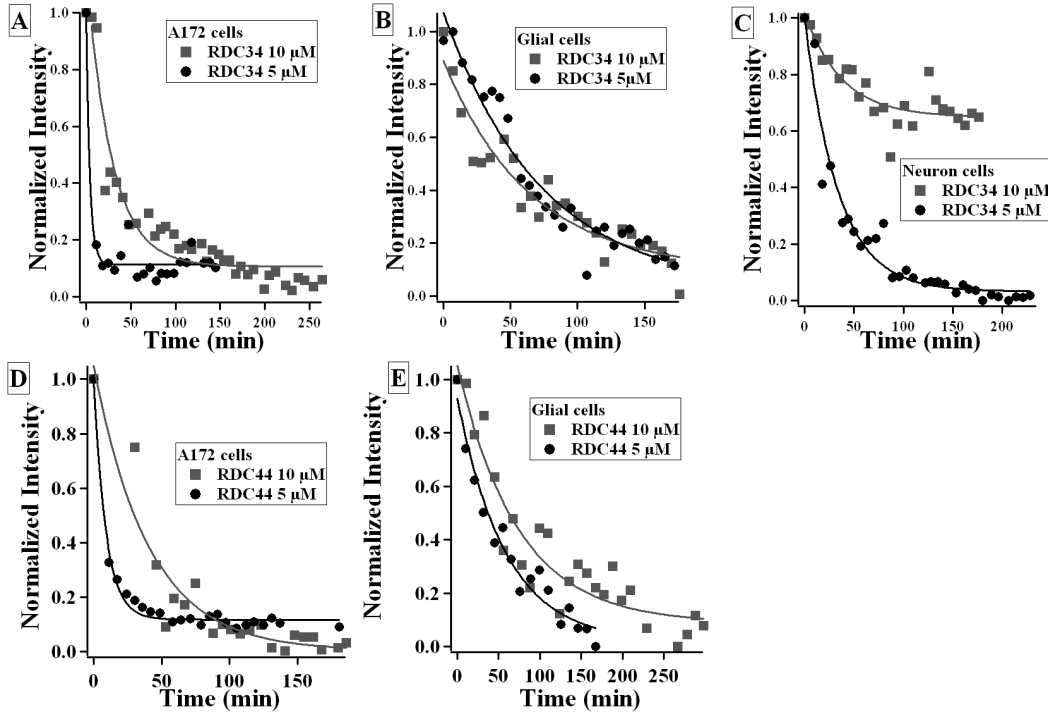 A
A172 cells
RDC34 10 µM
RDC34 5 µM
Normalized Intensity
1.0
0.8
0.6
0.4
0.2
0.0
0 50 100 150 200 250
Time (min)
B
Glial cells
RDC34 10 µM
RDC34 5µM
Normalized Intensity
1.0
0.8
0.6
0.4
0.2
0.0
0 50 100 150
Time (min)
C
Neuron cells
RDC34 10 µM
RDC34 5 µM
Normalized Intensity
1.0
0.8
0.6
0.4
0.2
0.0
0 50 100 150 200
Time (min)
D
A172 cells
RDC44 10 µM
RDC44 5 µM
Normalized Intensity
1.0
0.8
0.6
0.4
0.2
0.0
0 50 100 150
Time (min)
E
Glial cells
RDC44 10 µM
RDC44 5 µM
Normalized Intensity
1.0
0.8
0.6
0.4
0.2
0.0
0 50 100 150 200 250
Time (min)